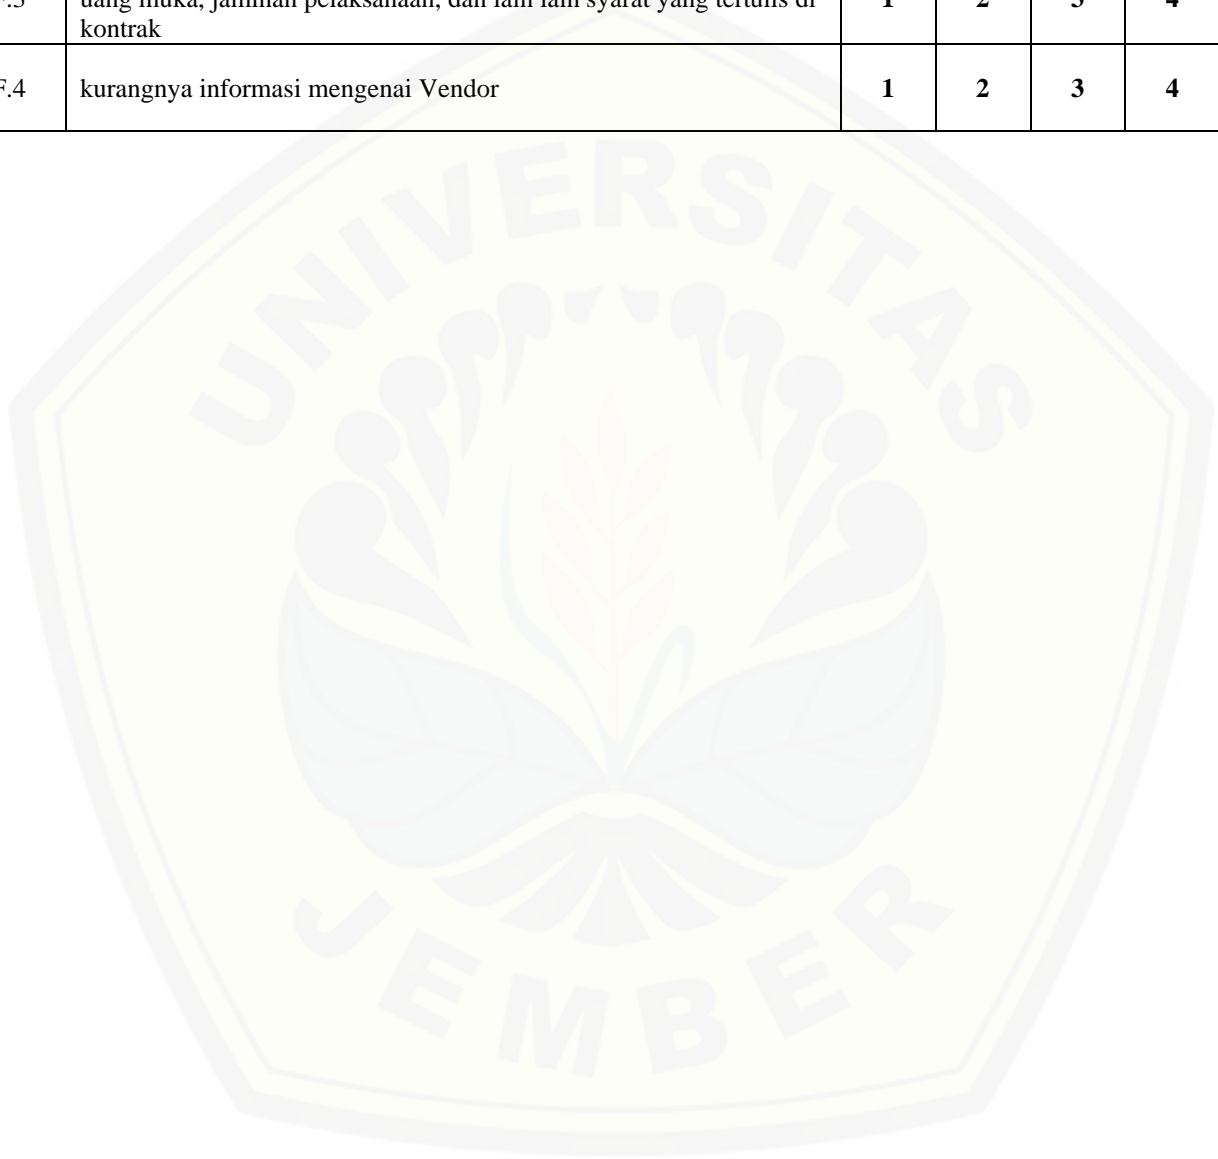 F.3 uang muka, jaminan pelaksanaan, dan lain lain syarat yang tertulis di 1 2 3 4
kontrak
F.4 kurangnya informasi mengenai Vendor 1 2 3 4
UNIVERSITAS
JEMBER